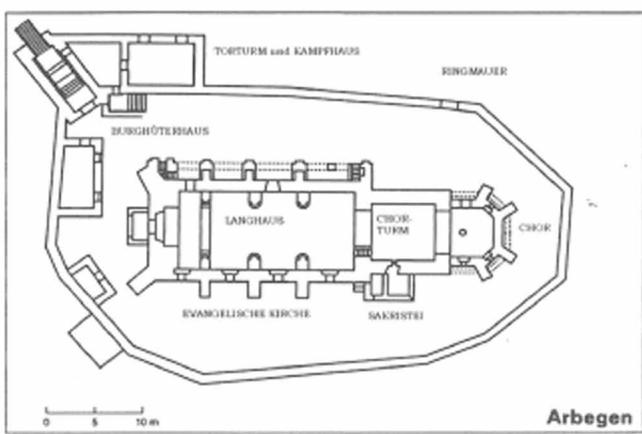 TORTURM und KAMPFHAUS
RINGMAUER
BURGHÜTERHAUS
LANGHAUS
CHOR-
TURM
CHOR
EVANGELISCHE KIRCHE
SAKRISTEI
0 5 10 m
Arbegen